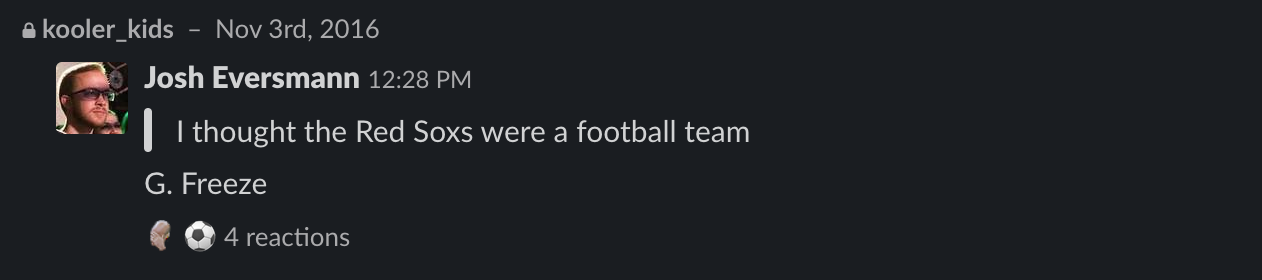 kooler_kids – Nov 3rd, 2016
Josh Eversmann 12:28 PM
I thought the Red Soxs were a football team
G. Freeze
4 reactions